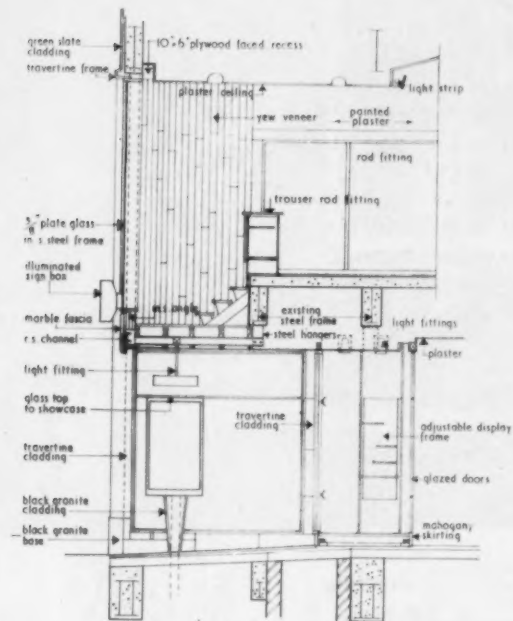 green slate
cladding
travertine frame
10"×6" plywood faced recess
plaster ceiling
light strip
yew veneer
painted
plaster
rod fitting
trouser rod fitting
plate glass
in s. steel frame
illuminated
sign box
m.s. angle
marble fascia
r.s. channel
existing
steel frame
steel hangers
light fittings
plaster
light fitting
glass top
to showcase
travertine
cladding
travertine
cladding
adjustable display
frame
glazed doors
black granite
cladding
black granite
base
mahogany
skirting